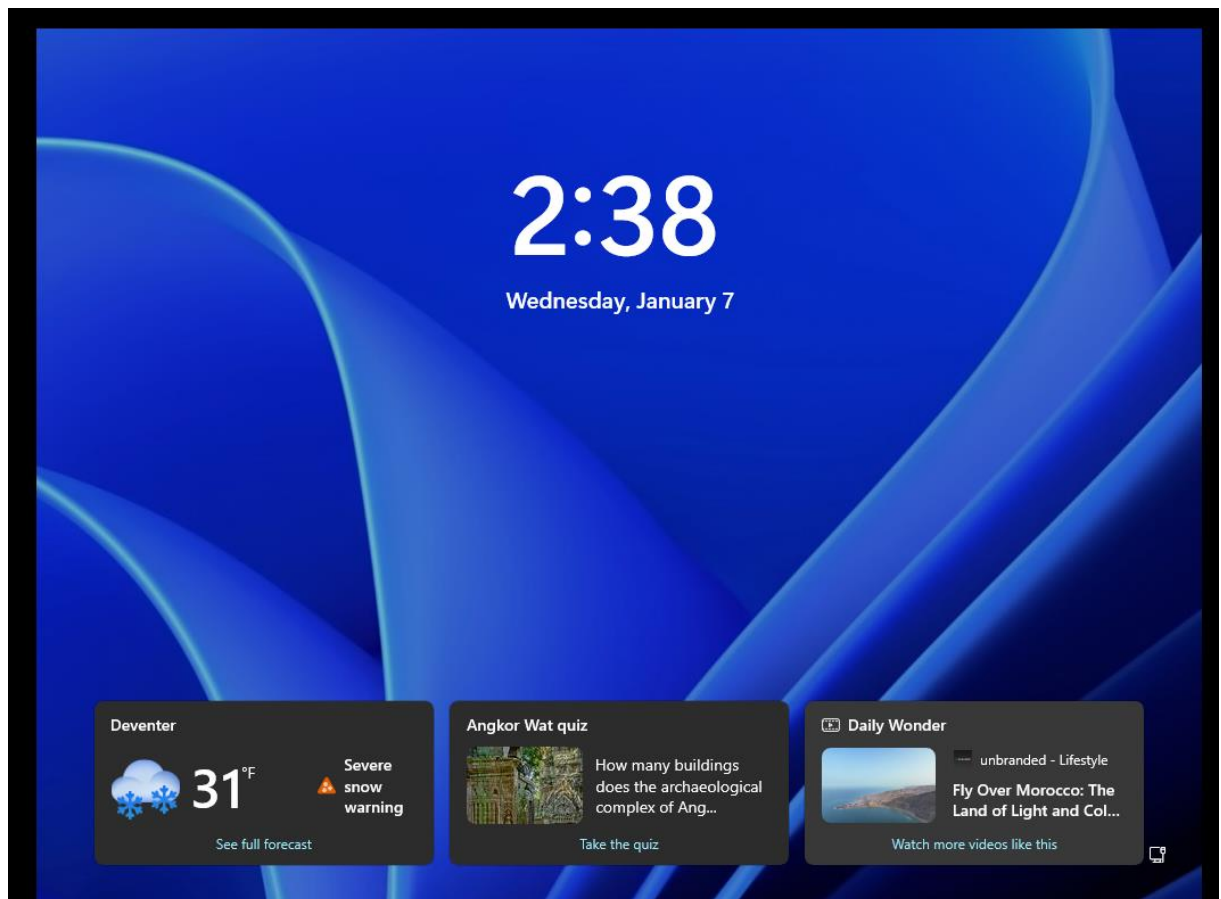 2:38
Wednesday, January 7
Deventer
31°F
Severe
snow
warning
See full forecast
Angkor Wat quiz
How many buildings
does the archaeological
complex of Ang...
Take the quiz
Daily Wonder
unbranded - Lifestyle
Fly Over Morocco: The
Land of Light and Col...
Watch more videos like this